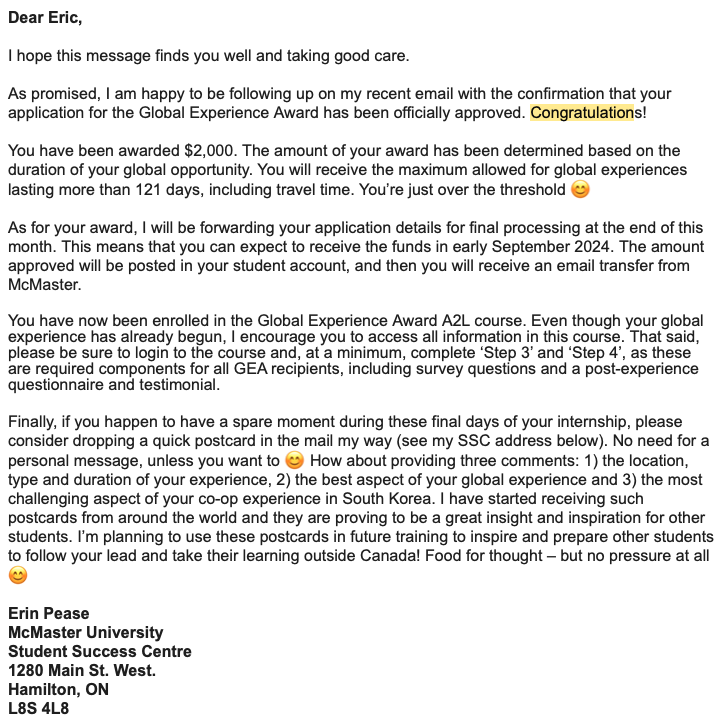 Dear Eric,
I hope this message finds you well and taking good care.
As promised, I am happy to be following up on my recent email with the confirmation that your
application for the Global Experience Award has been officially approved. Congratulations!
You have been awarded $2,000. The amount of your award has been determined based on the
duration of your global opportunity. You will receive the maximum allowed for global experiences
lasting more than 121 days, including travel time. You’re just over the threshold 😊
As for your award, I will be forwarding your application details for final processing at the end of this
month. This means that you can expect to receive the funds in early September 2024. The amount
approved will be posted in your student account, and then you will receive an email transfer from
McMaster.
You have now been enrolled in the Global Experience Award A2L course. Even though your global
experience has already begun, I encourage you to access all information in this course. That said,
please be sure to login to the course and, at a minimum, complete ‘Step 3’ and ‘Step 4’, as these
are required components for all GEA recipients, including survey questions and a post-experience
questionnaire and testimonial.
Finally, if you happen to have a spare moment during these final days of your internship, please
consider dropping a quick postcard in the mail my way (see my SSC address below). No need for a
personal message, unless you want to 😊 How about providing three comments: 1) the location,
type and duration of your experience, 2) the best aspect of your global experience and 3) the most
challenging aspect of your co-op experience in South Korea. I have started receiving such
postcards from around the world and they are proving to be a great insight and inspiration for other
students. I’m planning to use these postcards in future training to inspire and prepare other students
to follow your lead and take their learning outside Canada! Food for thought – but no pressure at all
😊
Erin Pease
McMaster University
Student Success Centre
1280 Main St. West.
Hamilton, ON
L8S 4L8